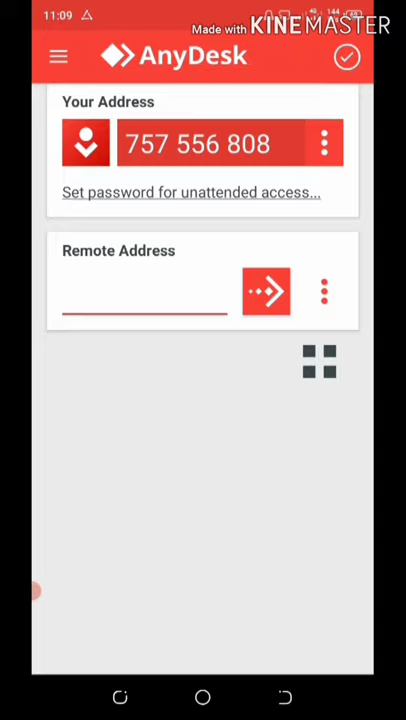 11:09
Made with KINEMASTER
AnyDesk
Your Address
757 556 808
Set password for unattended access...
Remote Address